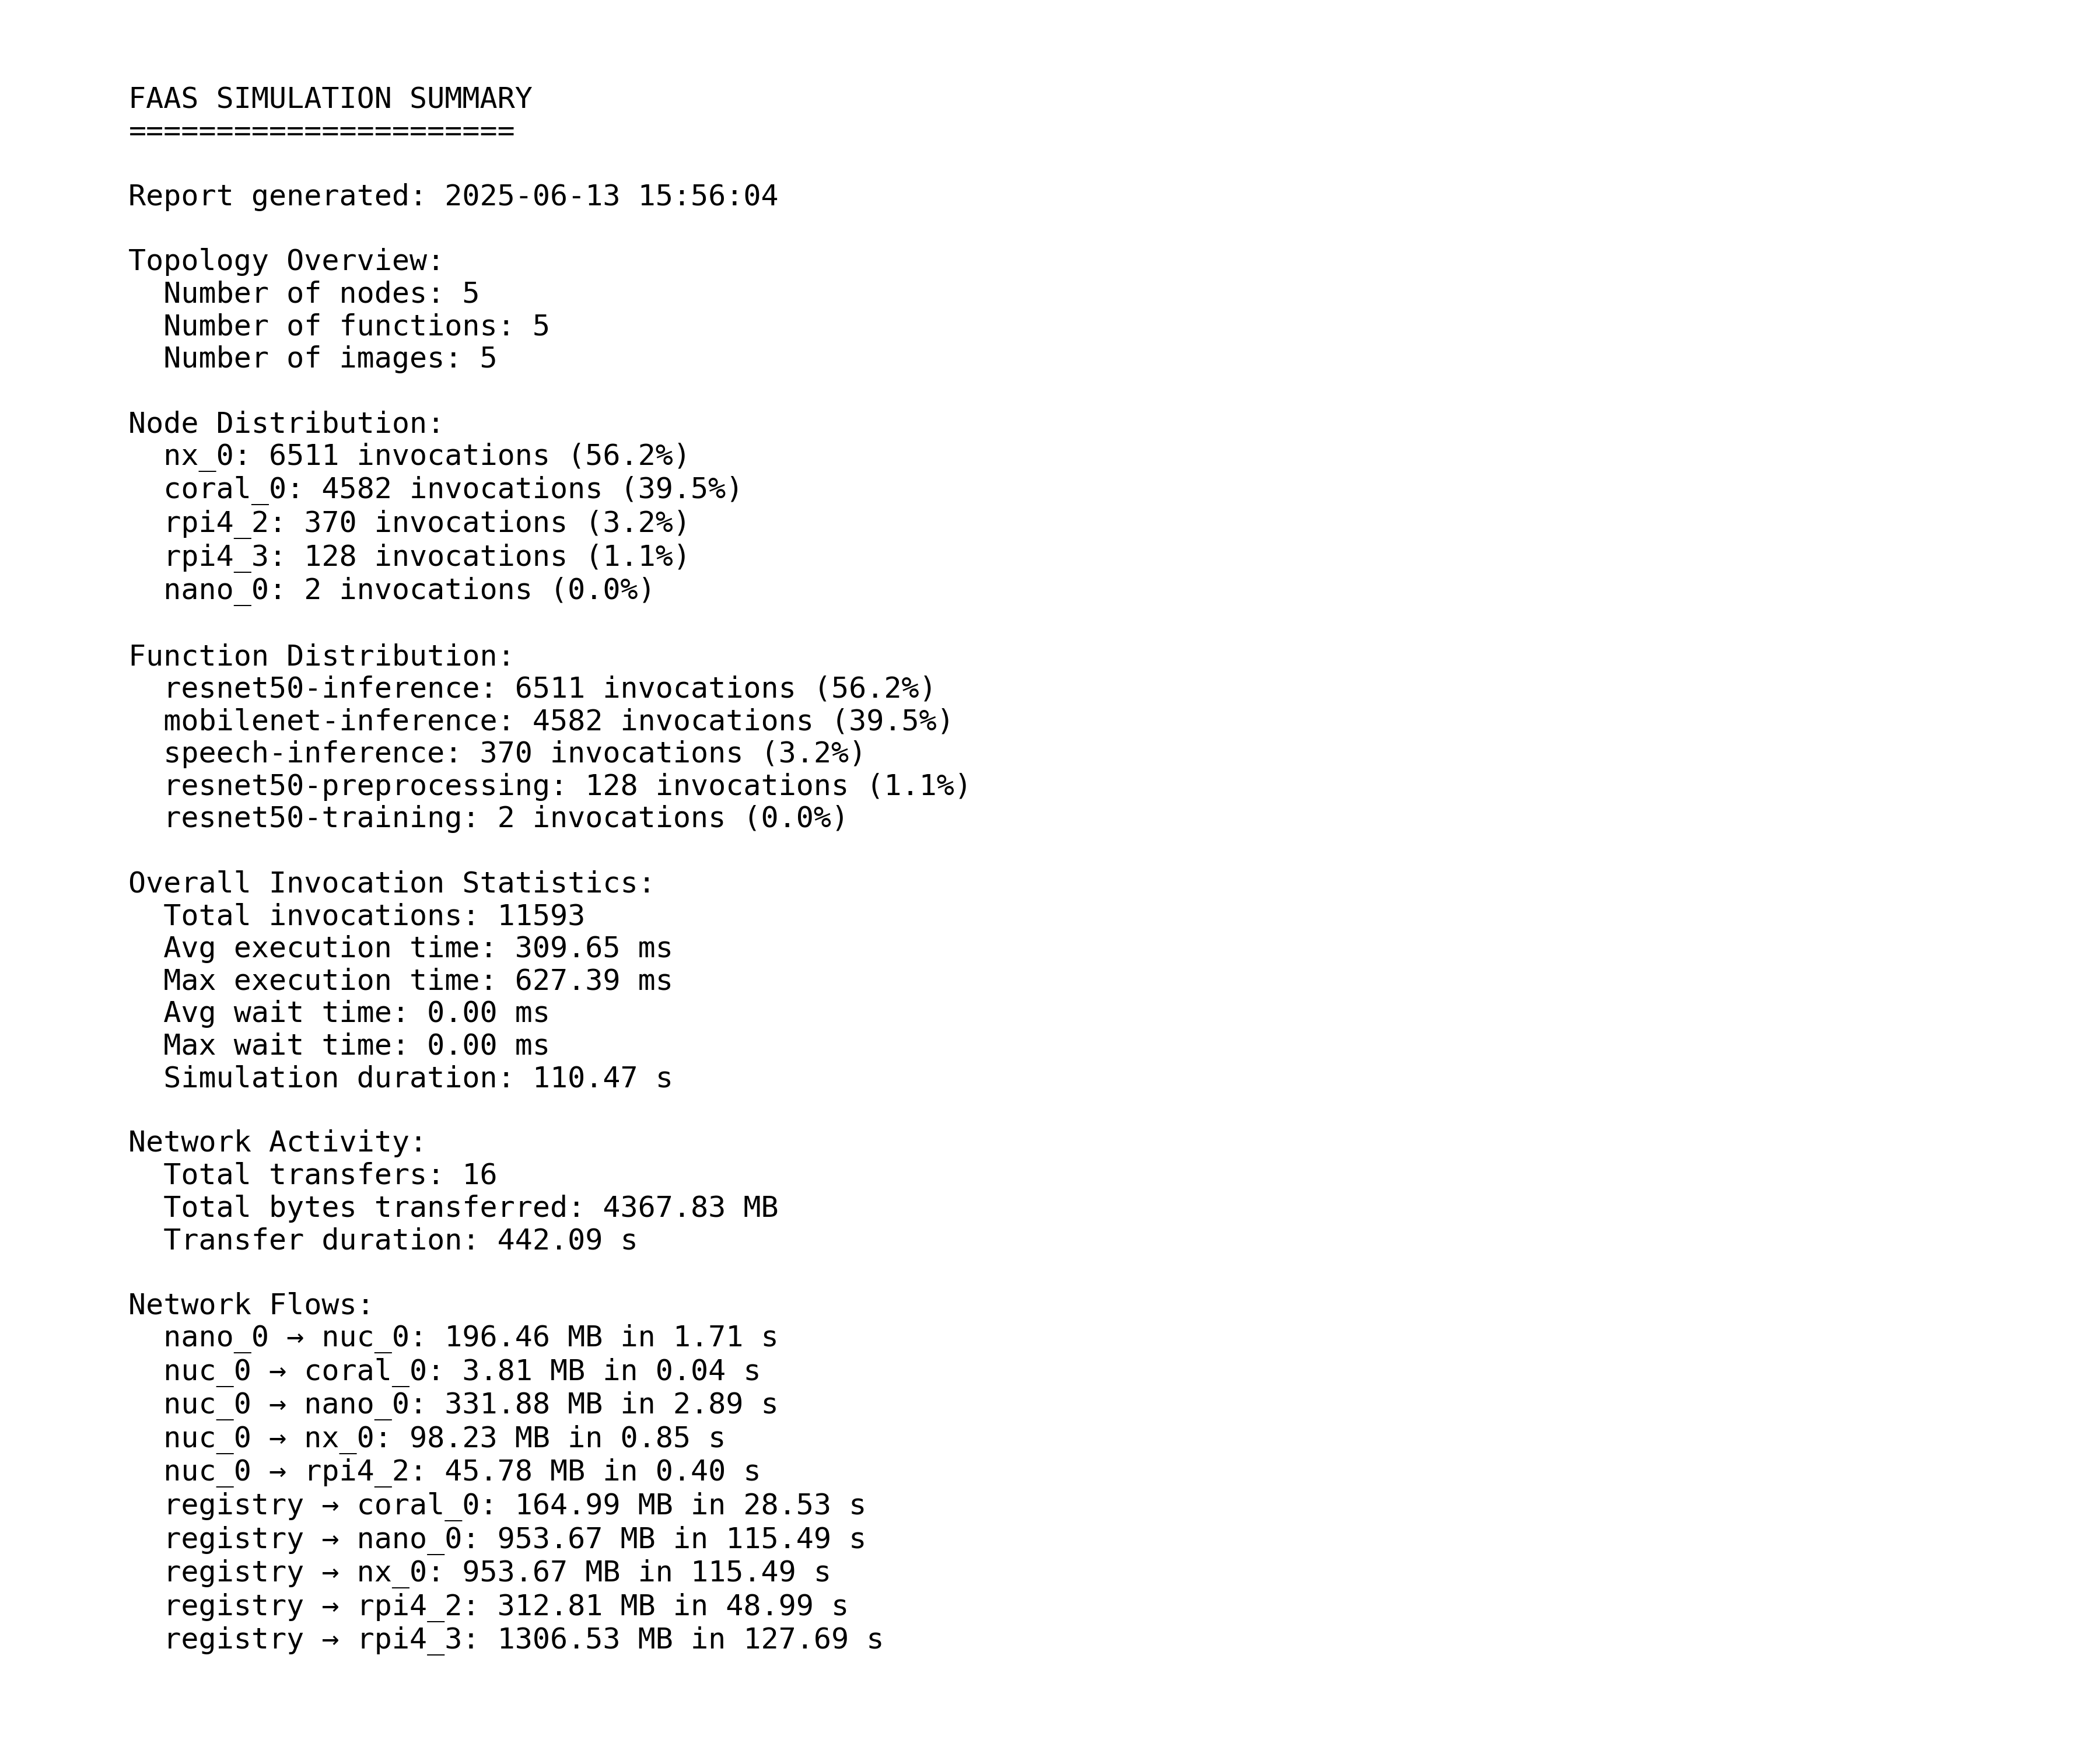 FAAS SIMULATION SUMMARY
======================
Report generated: 2025-06-13 15:56:04
Topology Overview:
  Number of nodes: 5
  Number of functions: 5
  Number of images: 5
Node Distribution:
  nx_0: 6511 invocations (56.2%)
  coral_0: 4582 invocations (39.5%)
  rpi4_2: 370 invocations (3.2%)
  rpi4_3: 128 invocations (1.1%)
  nano_0: 2 invocations (0.0%)
Function Distribution:
  resnet50-inference: 6511 invocations (56.2%)
  mobilenet-inference: 4582 invocations (39.5%)
  speech-inference: 370 invocations (3.2%)
  resnet50-preprocessing: 128 invocations (1.1%)
  resnet50-training: 2 invocations (0.0%)
Overall Invocation Statistics:
  Total invocations: 11593
  Avg execution time: 309.65 ms
  Max execution time: 627.39 ms
  Avg wait time: 0.00 ms
  Max wait time: 0.00 ms
  Simulation duration: 110.47 s
Network Activity:
  Total transfers: 16
  Total bytes transferred: 4367.83 MB
  Transfer duration: 442.09 s
Network Flows:
  nano_0 → nuc_0: 196.46 MB in 1.71 s
  nuc_0 → coral_0: 3.81 MB in 0.04 s
  nuc_0 → nano_0: 331.88 MB in 2.89 s
  nuc_0 → nx_0: 98.23 MB in 0.85 s
  nuc_0 → rpi4_2: 45.78 MB in 0.40 s
  registry → coral_0: 164.99 MB in 28.53 s
  registry → nano_0: 953.67 MB in 115.49 s
  registry → nx_0: 953.67 MB in 115.49 s
  registry → rpi4_2: 312.81 MB in 48.99 s
  registry → rpi4_3: 1306.53 MB in 127.69 s